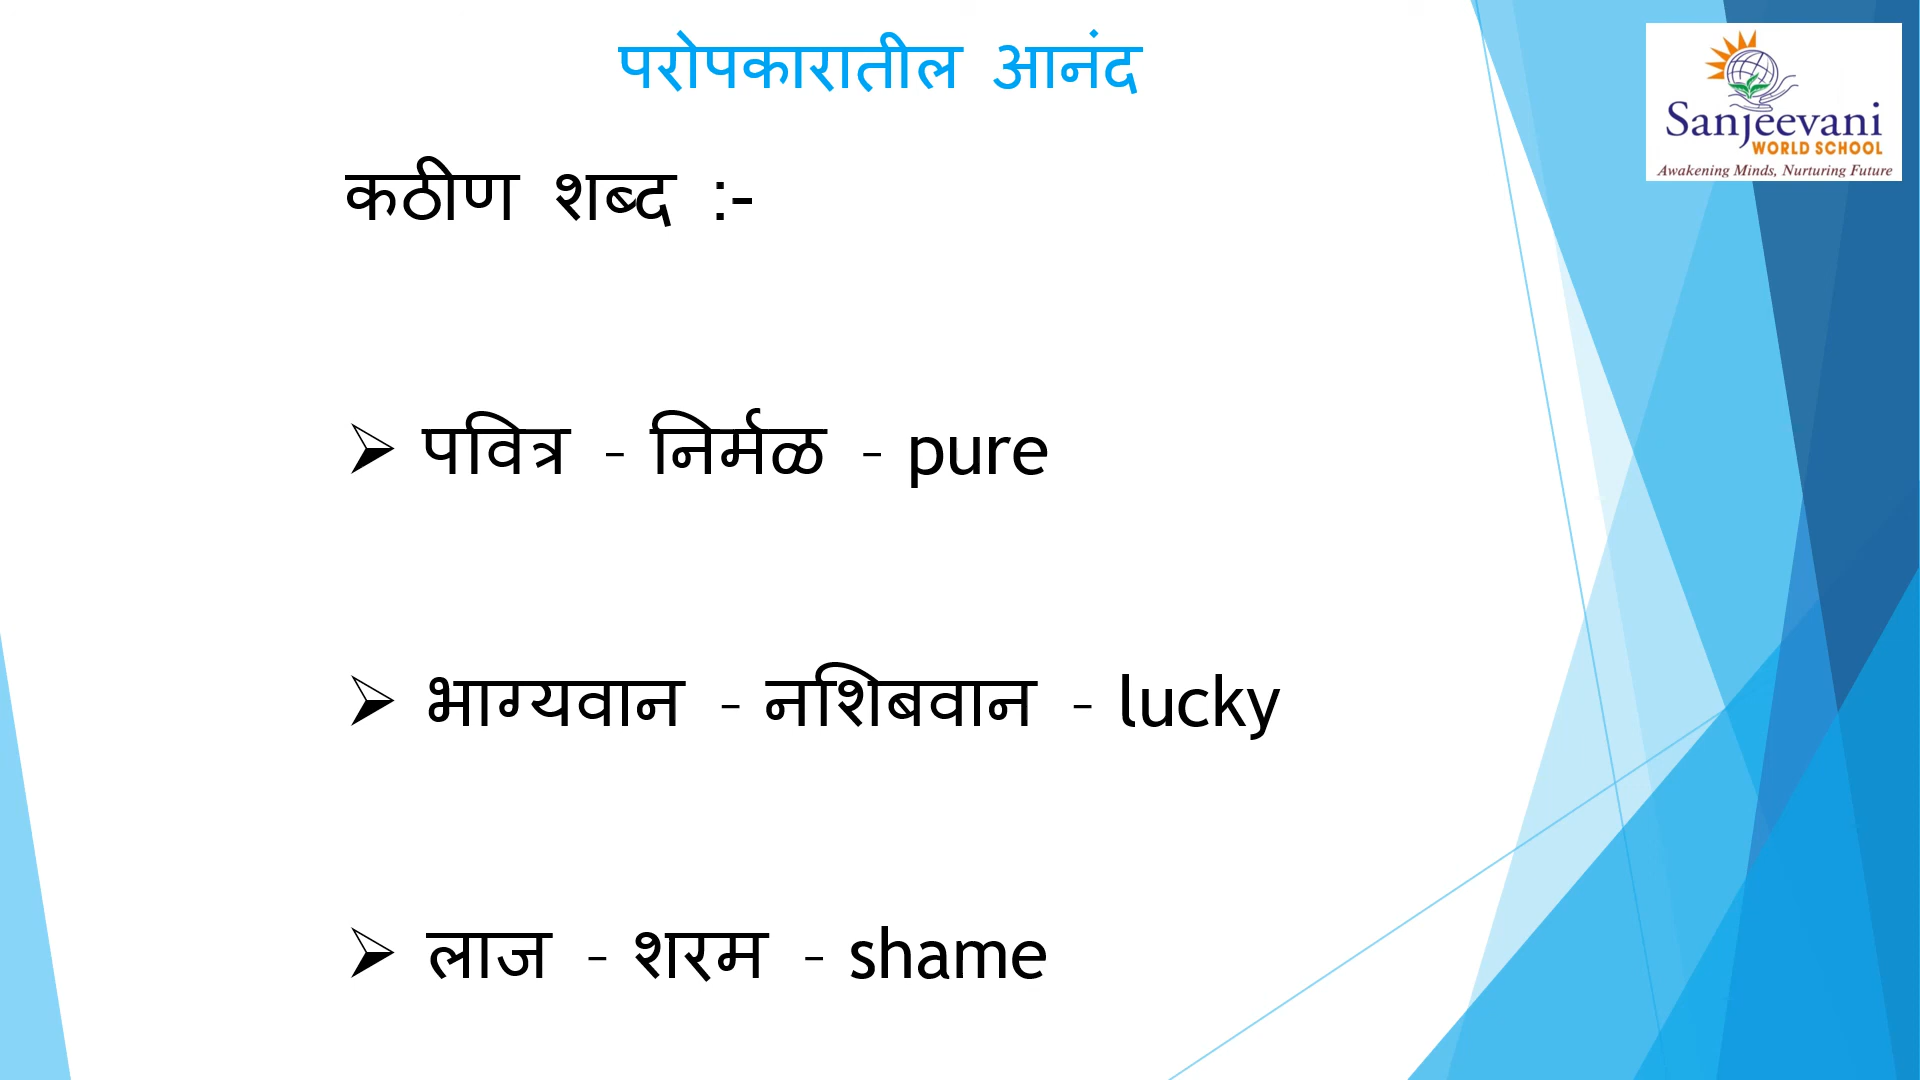 परोपकारातील आनंद
Sanjeevani
WORLD SCHOOL
Awakening Minds, Nurturing Future
कठीण शब्द :-
पवित्र - निर्मळ - pure
भाग्यवान - नशिबवान - lucky
लाज - शरम - shame